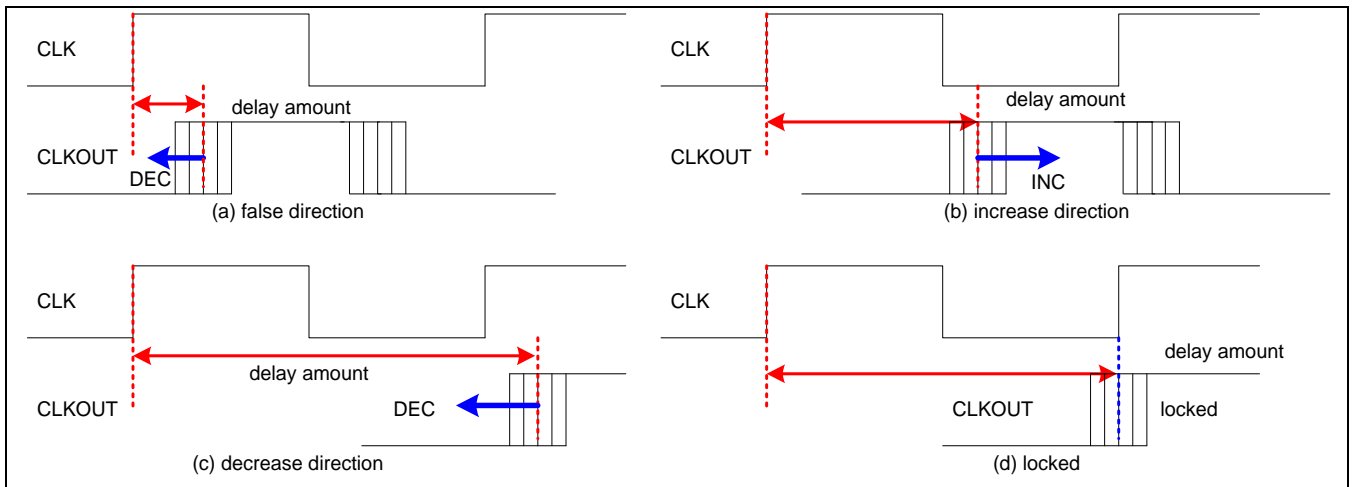 CLK
delay amount
CLKOUT
DEC
(a) false direction
CLK
delay amount
CLKOUT
INC
(b) increase direction
CLK
delay amount
CLKOUT
DEC
(c) decrease direction
CLK
delay amount
CLKOUT
locked
(d) locked